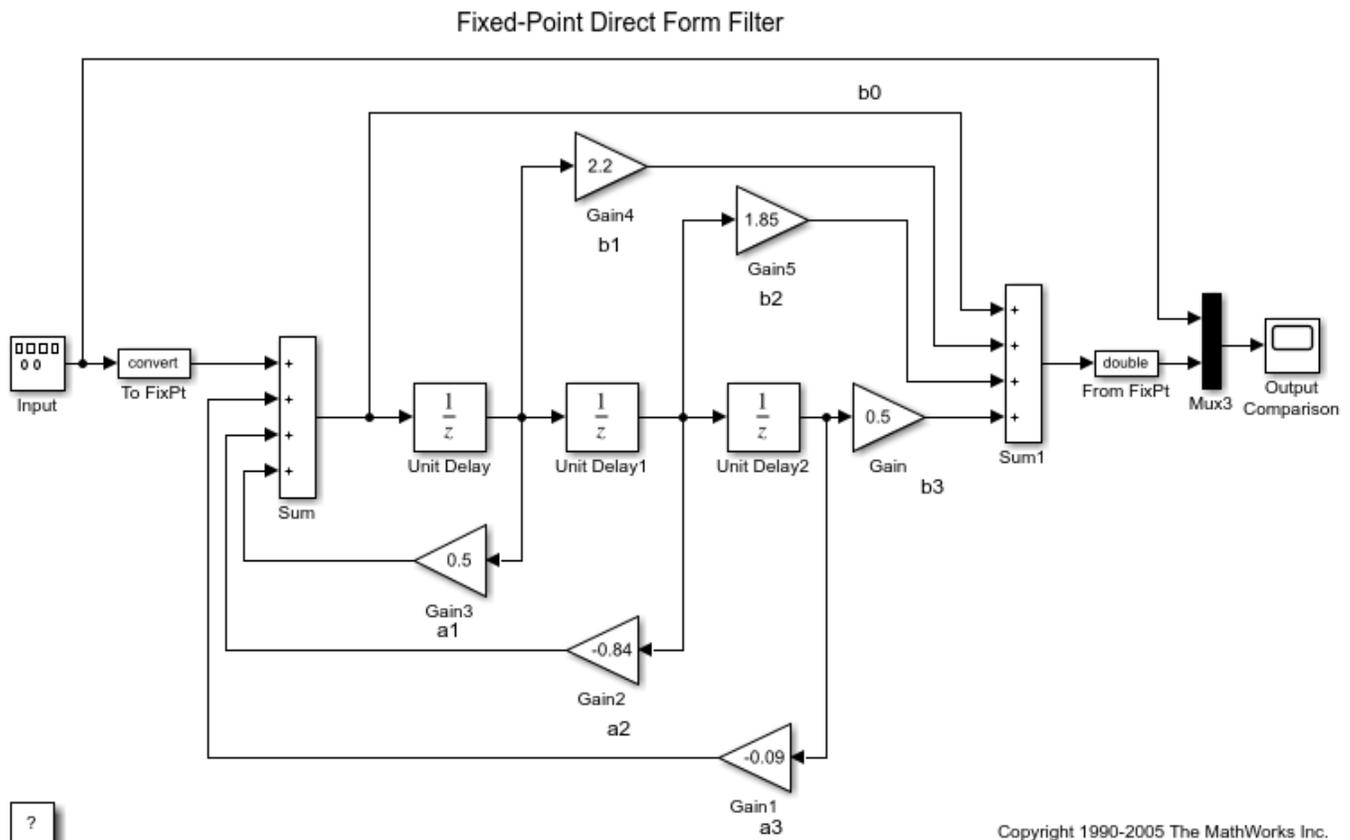 Fixed-Point Direct Form Filter
b0
2.2
Gain4
b1
1.85
Gain5
b2
Input
convert
To FixPt
+
+
+
+
Sum
1
z
Unit Delay
1
z
Unit Delay1
1
z
Unit Delay2
0.5
Gain
b3
+
+
+
+
Sum1
double
From FixPt
Mux3
Output
Comparison
0.5
Gain3
a1
-0.84
Gain2
a2
-0.09
Gain1
a3
?
Copyright 1990-2005 The MathWorks Inc.